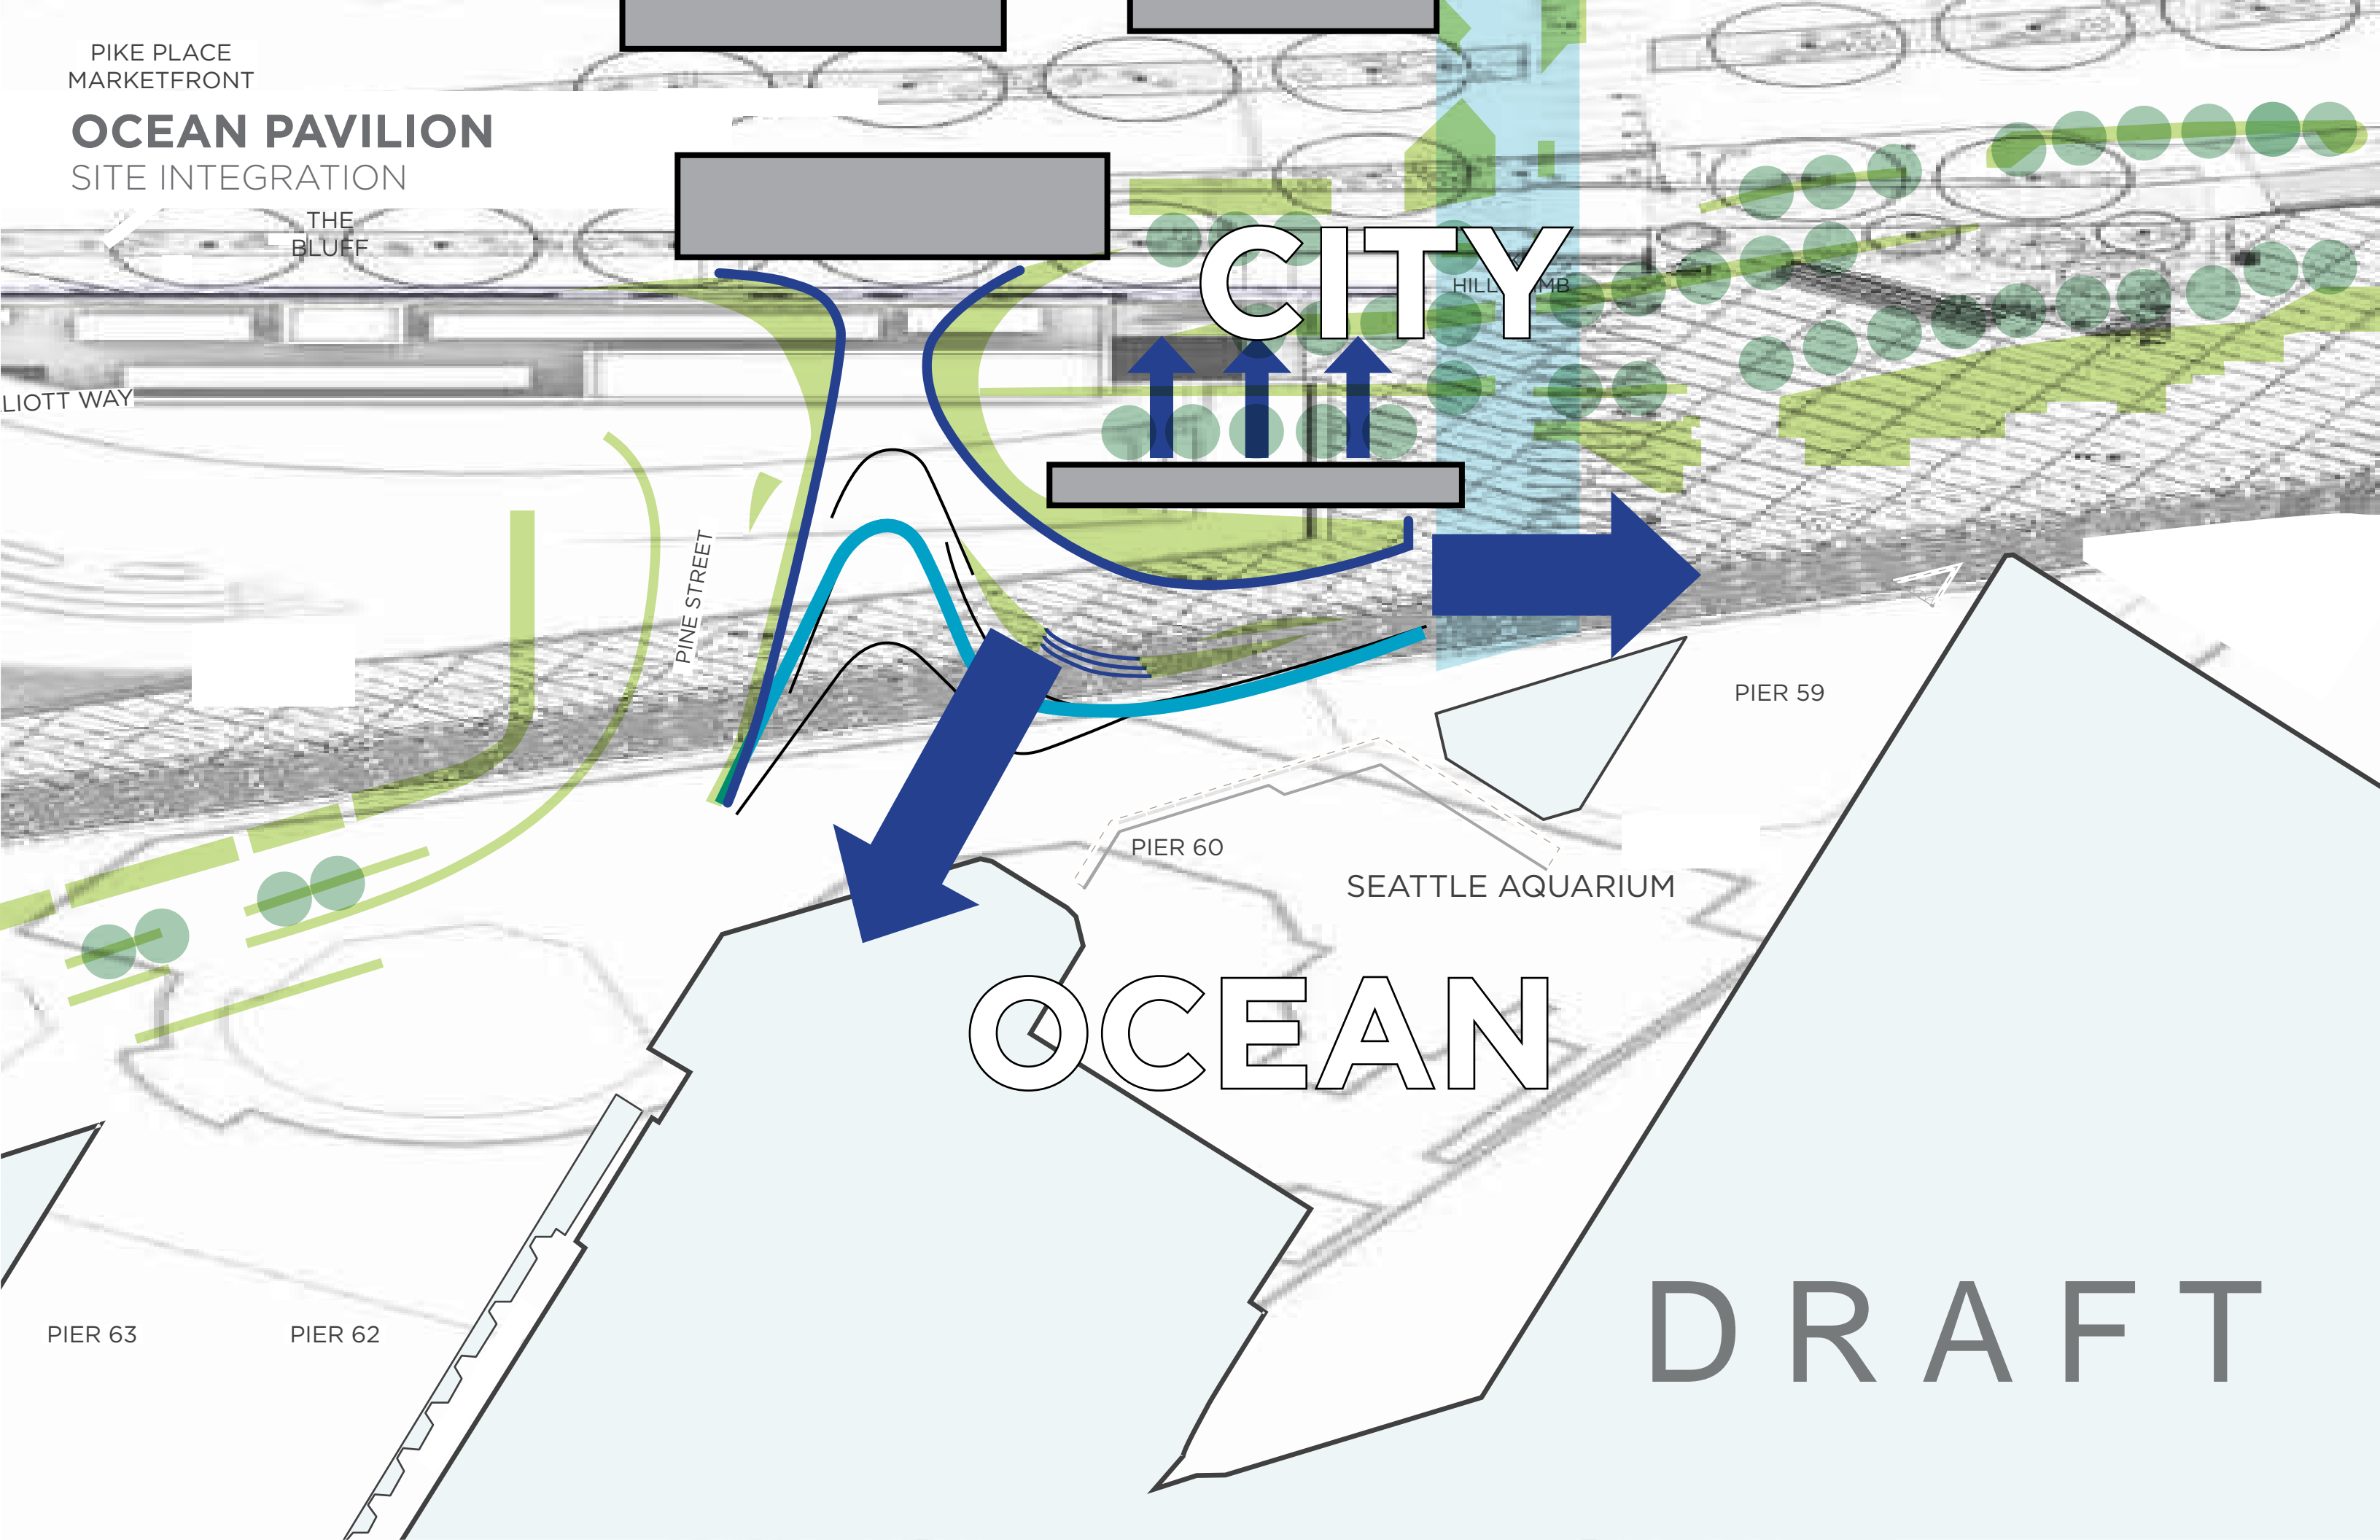 PIKE PLACE
MARKETFRONT
OCEAN PAVILION
SITE INTEGRATION
THE
BLUFF
CITY
LIOTT WAY
PINE STREET
PIER 59
PIER 60
SEATTLE AQUARIUM
OCEAN
DRAFT
PIER 63
PIER 62